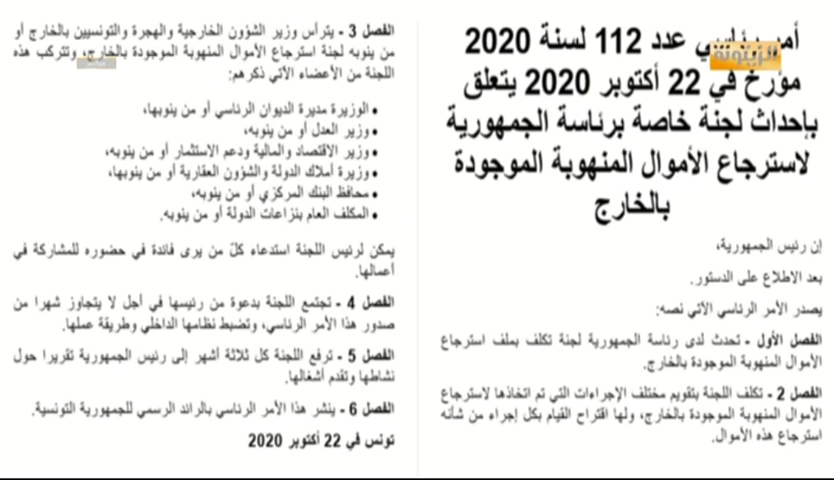 أمر رئاسي عدد 112 لسنة 2020
مؤرخ في 22 أكتوبر 2020 يتعلق
بإحداث لجنة خاصة برئاسة الجمهورية
لاسترجاع الأموال المنهوبة الموجودة
بالخارج
الزيتونة
إن رئيس الجمهورية،
بعد الاطلاع على الدستور.
يصدر الأمر الرئاسي الآتي نصه:
الفصل الأول - تحدث لدى رئاسة الجمهورية لجنة تكلف بملف استرجاع
الأموال المنهوبة الموجودة بالخارج.
الفصل 2 - تكلف اللجنة بتقويم مختلف الإجراءات التي تم اتخاذها لاسترجاع
الأموال المنهوبة الموجودة بالخارج، ولها اقتراح القيام بكل إجراء من شأنه
استرجاع هذه الأموال.
الفصل 3 - يترأس وزير الشؤون الخارجية والهجرة والتونسيين بالخارج أو
من ينوبه لجنة استرجاع الأموال المنهوبة الموجودة بالخارج، وتتركب هذه
اللجنة من الأعضاء الآتي ذكرهم:
• الوزيرة مديرة الديوان الرئاسي أو من ينوبها،
• وزير العدل أو من ينوبه،
• وزير الاقتصاد والمالية ودعم الاستثمار أو من ينوبه،
• وزيرة أملاك الدولة والشؤون العقارية أو من ينوبها،
• محافظ البنك المركزي أو من ينوبه،
• المكلف العام بنزاعات الدولة أو من ينوبه.
يمكن لرئيس اللجنة استدعاء كلّ من يرى فائدة في حضوره للمشاركة في
أعمالها.
الفصل 4 - تجتمع اللجنة بدعوة من رئيسها في أجل لا يتجاوز شهرا من
صدور هذا الأمر الرئاسي، وتضبط نظامها الداخلي وطريقة عملها.
الفصل 5 - ترفع اللجنة كل ثلاثة أشهر إلى رئيس الجمهورية تقريرا حول
نشاطها وتقدم أشغالها.
الفصل 6 - ينشر هذا الأمر الرئاسي بالرائد الرسمي للجمهورية التونسية.
تونس في 22 أكتوبر 2020